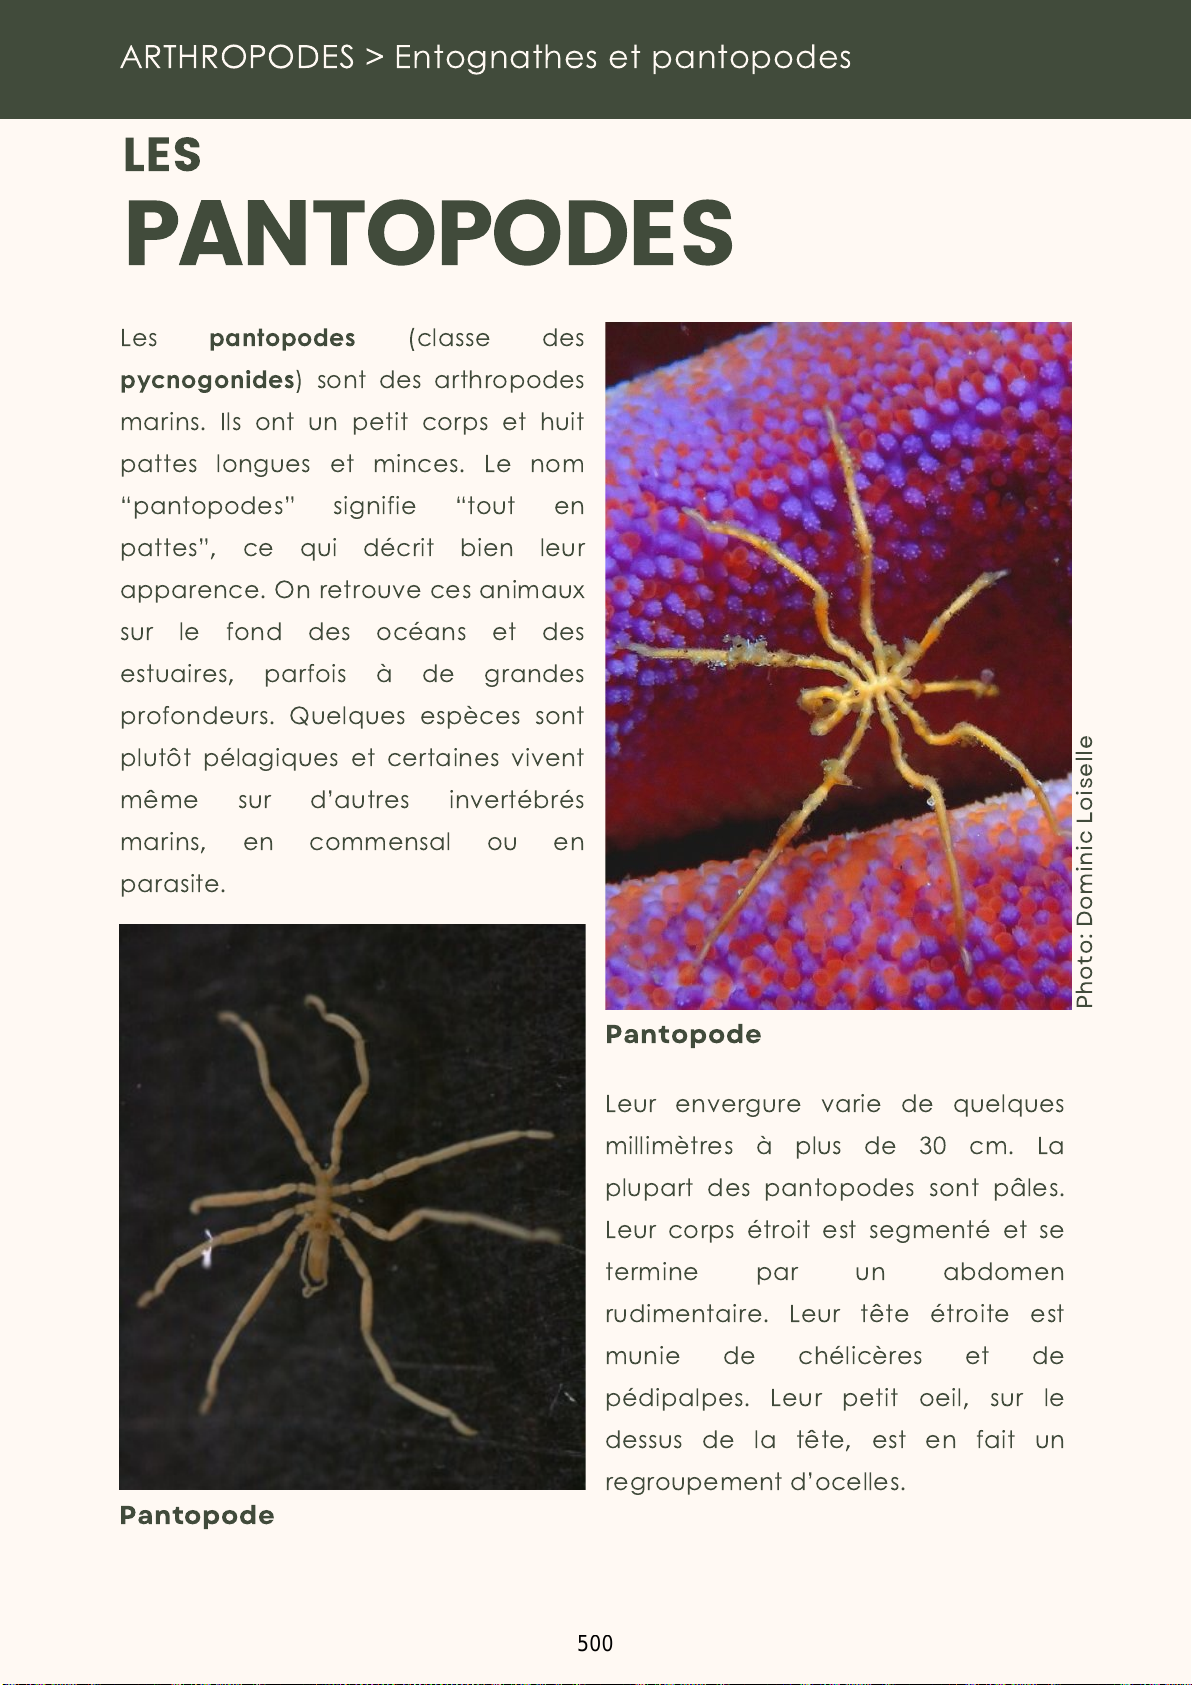 ARTHROPODES > Entognathes et pantopodes
LES
PANTOPODES
Les pantopodes (classe des
pycnogonides) sont des arthropodes
marins. Ils ont un petit corps et huit
pattes longues et minces. Le nom
“pantopodes” signifie “tout en
pattes”, ce qui décrit bien leur
apparence. On retrouve ces animaux
sur le fond des océans et des
estuaires, parfois à de grandes
profondeurs. Quelques espèces sont
plutôt pélagiques et certaines vivent
même sur d’autres invertébrés
marins, en commensal ou en
parasite.
Pantopode
Photo: Dominic Loiselle
Pantopode
Leur envergure varie de quelques
millimètres à plus de 30 cm. La
plupart des pantopodes sont pâles.
Leur corps étroit est segmenté et se
termine par un abdomen
rudimentaire. Leur tête étroite est
munie de chélicères et de
pédipalpes. Leur petit oeil, sur le
dessus de la tête, est en fait un
regroupement d’ocelles.
500